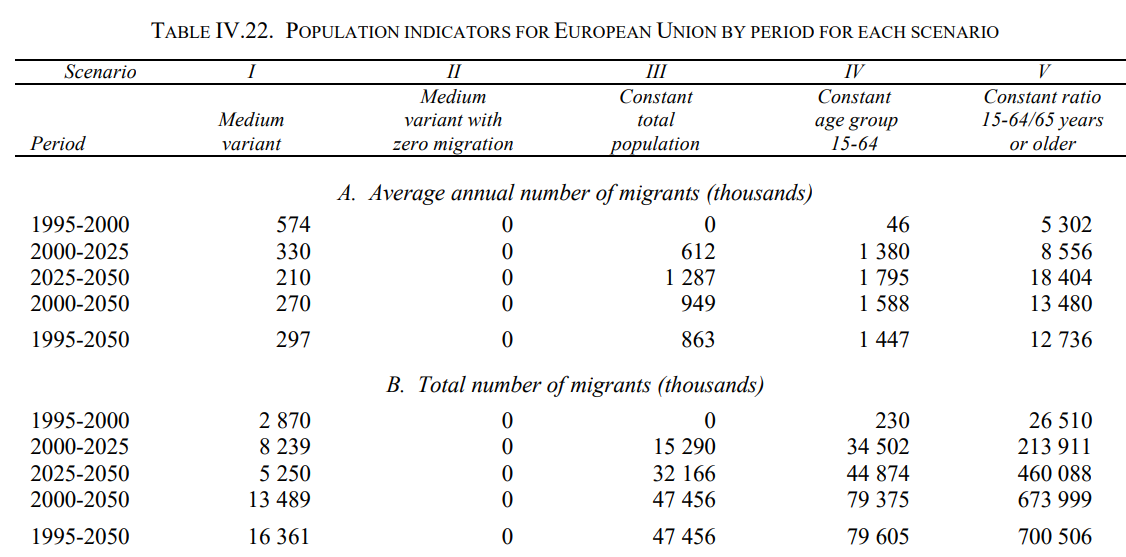 TABLE IV.22. POPULATION INDICATORS FOR EUROPEAN UNION BY PERIOD FOR EACH SCENARIO
Scenario I II III IV V
Medium Constant Constant Constant ratio
Medium variant with total age group 15-64/65 years
Period variant zero migration population 15-64 or older
A. Average annual number of migrants (thousands)
1995-2000 574 0 0 46 5 302
2000-2025 330 0 612 1 380 8 556
2025-2050 210 0 1 287 1 795 18 404
2000-2050 270 0 949 1 588 13 480
1995-2050 297 0 863 1 447 12 736
B. Total number of migrants (thousands)
1995-2000 2 870 0 0 230 26 510
2000-2025 8 239 0 15 290 34 502 213 911
2025-2050 5 250 0 32 166 44 874 460 088
2000-2050 13 489 0 47 456 79 375 673 999
1995-2050 16 361 0 47 456 79 605 700 506